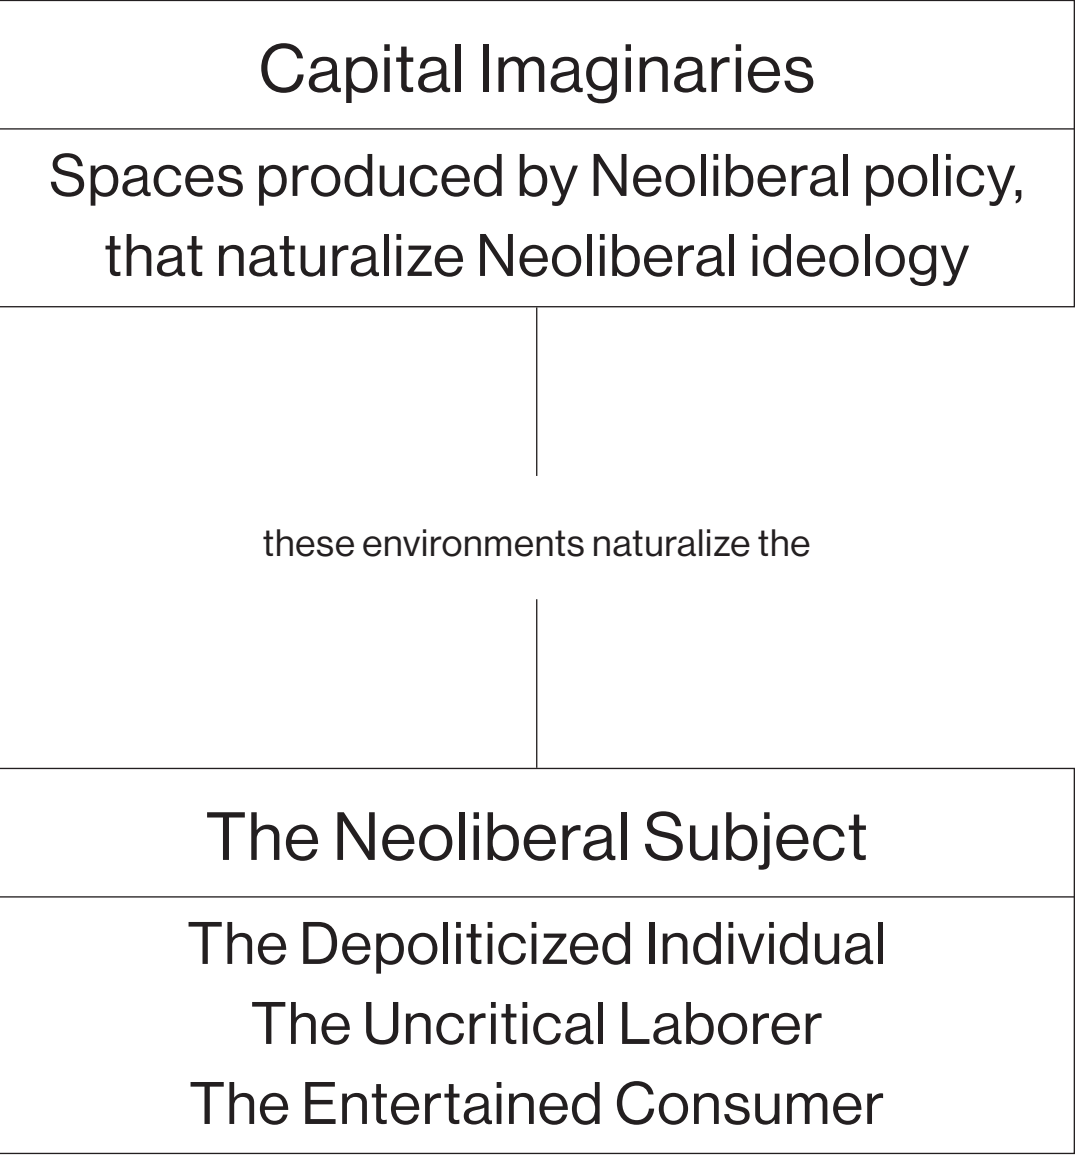 Capital Imaginaries
Spaces produced by Neoliberal policy,
that naturalize Neoliberal ideology
these environments naturalize the
The Neoliberal Subject
The Depoliticized Individual
The Uncritical Laborer
The Entertained Consumer